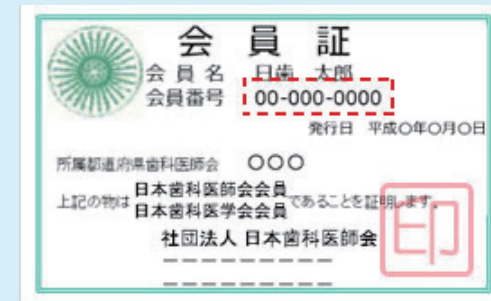 会員証
会員名 日歯 太郎
会員番号 00-000-0000
発行日 平成○年○月○日
所属都道府県歯科医師会 ○○○
上記の物は 日本歯科医師会会員 であることを証明します。
日本歯科医学会会員
社団法人 日本歯科医師会
印